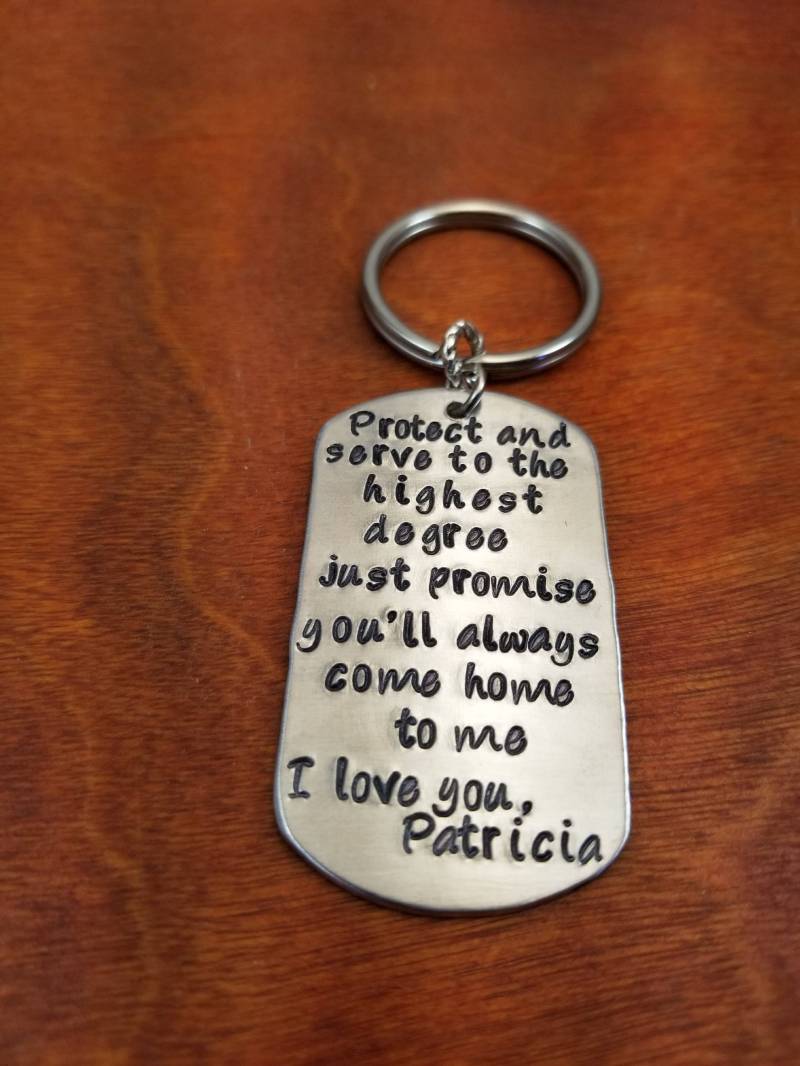 Protect and
serve to the
highest
degree
just promise
you'll always
come home
to me
I love you,
Patricia